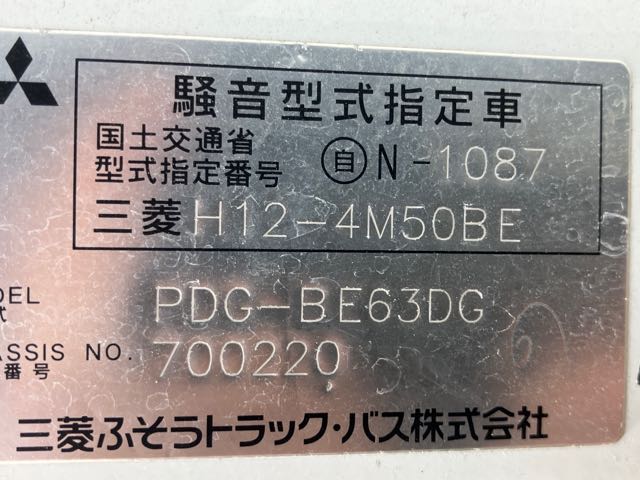 騒音型式指定車
国土交通省
型式指定番号 自 N-1087
三菱 H12-4M50BE
ODEL
式 PDG-BE63DG
ASSIS NO. 700220
番号
三菱ふそうトラック・バス株式会社